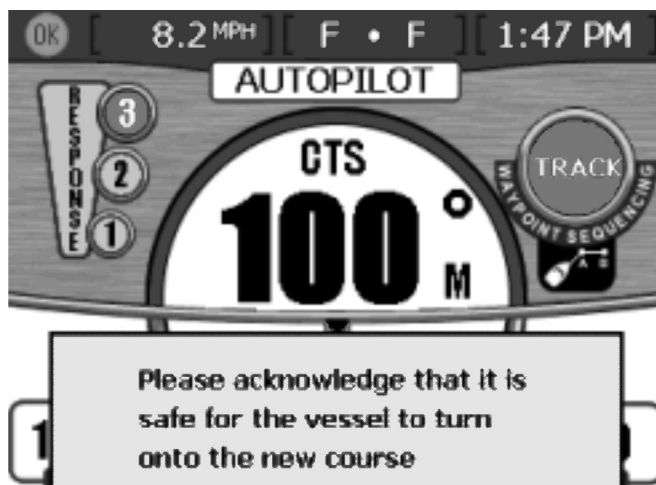 OK [ 8.2 MPH ] [ F • F ] [ 1:47 PM ]
AUTOPILOT
RESPONSE
3
2
1
CTS
100° M
TRACK
WAYPOINT SEQUENCING
A B
Please acknowledge that it is
safe for the vessel to turn
onto the new course